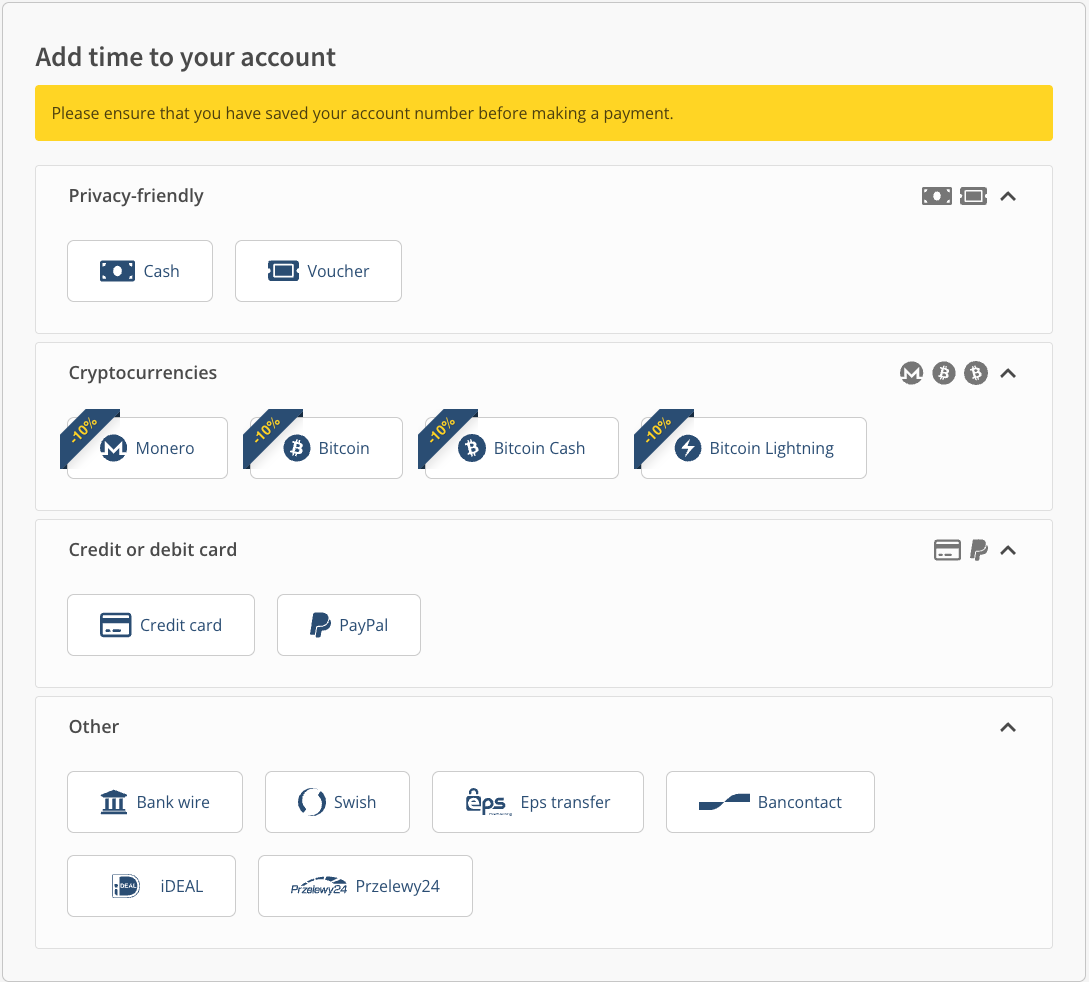 Add time to your account
Please ensure that you have saved your account number before making a payment.
Privacy-friendly
Cash
Voucher
Cryptocurrencies
-10% Monero
-10% Bitcoin
-10% Bitcoin Cash
-10% Bitcoin Lightning
Credit or debit card
Credit card
PayPal
Other
Bank wire
Swish
eps Eps transfer
Bancontact
iDEAL iDEAL
Przelewy24 Przelewy24